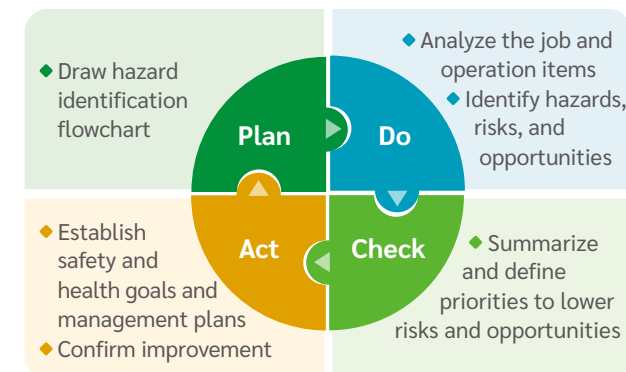 ◆ Draw hazard
identification
flowchart
Plan
◆ Analyze the job and
operation items
◆ Identify hazards,
risks, and
opportunities
Do
◆ Establish
safety and
health goals and
management plans
◆ Confirm improvement
Act
Check
◆ Summarize
and define
priorities to lower
risks and opportunities